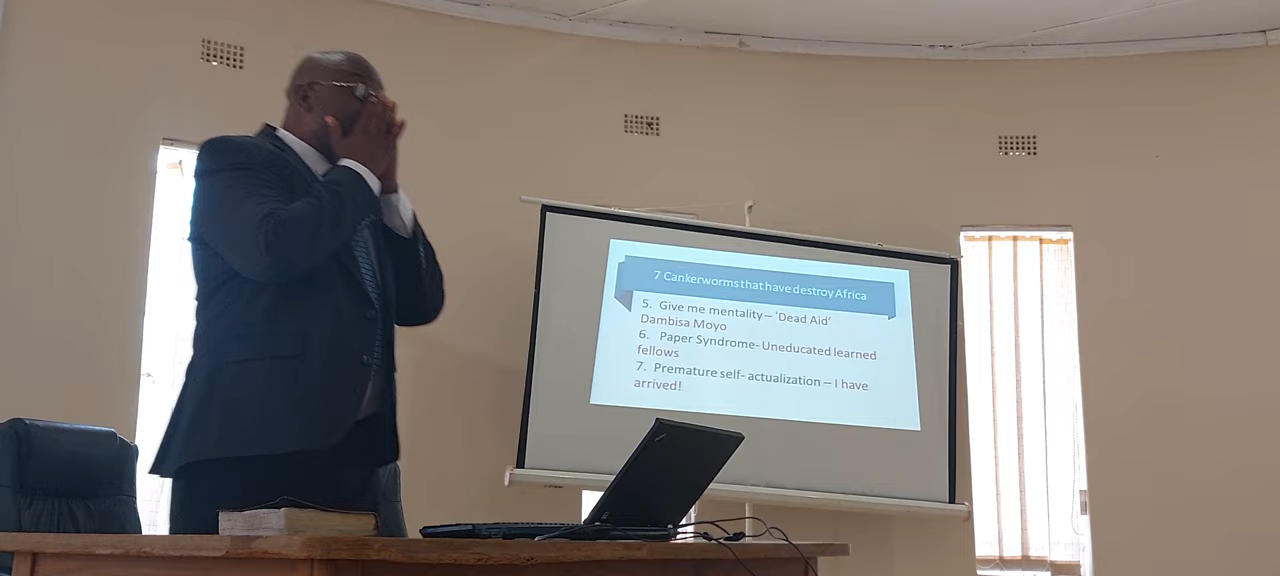 7 Cankerworms that have destroy Africa
5. Give me mentality – ‘Dead Aid’
Dambisa Moyo
6. Paper Syndrome- Uneducated learned
fellows
7. Premature self- actualization – I have
arrived!